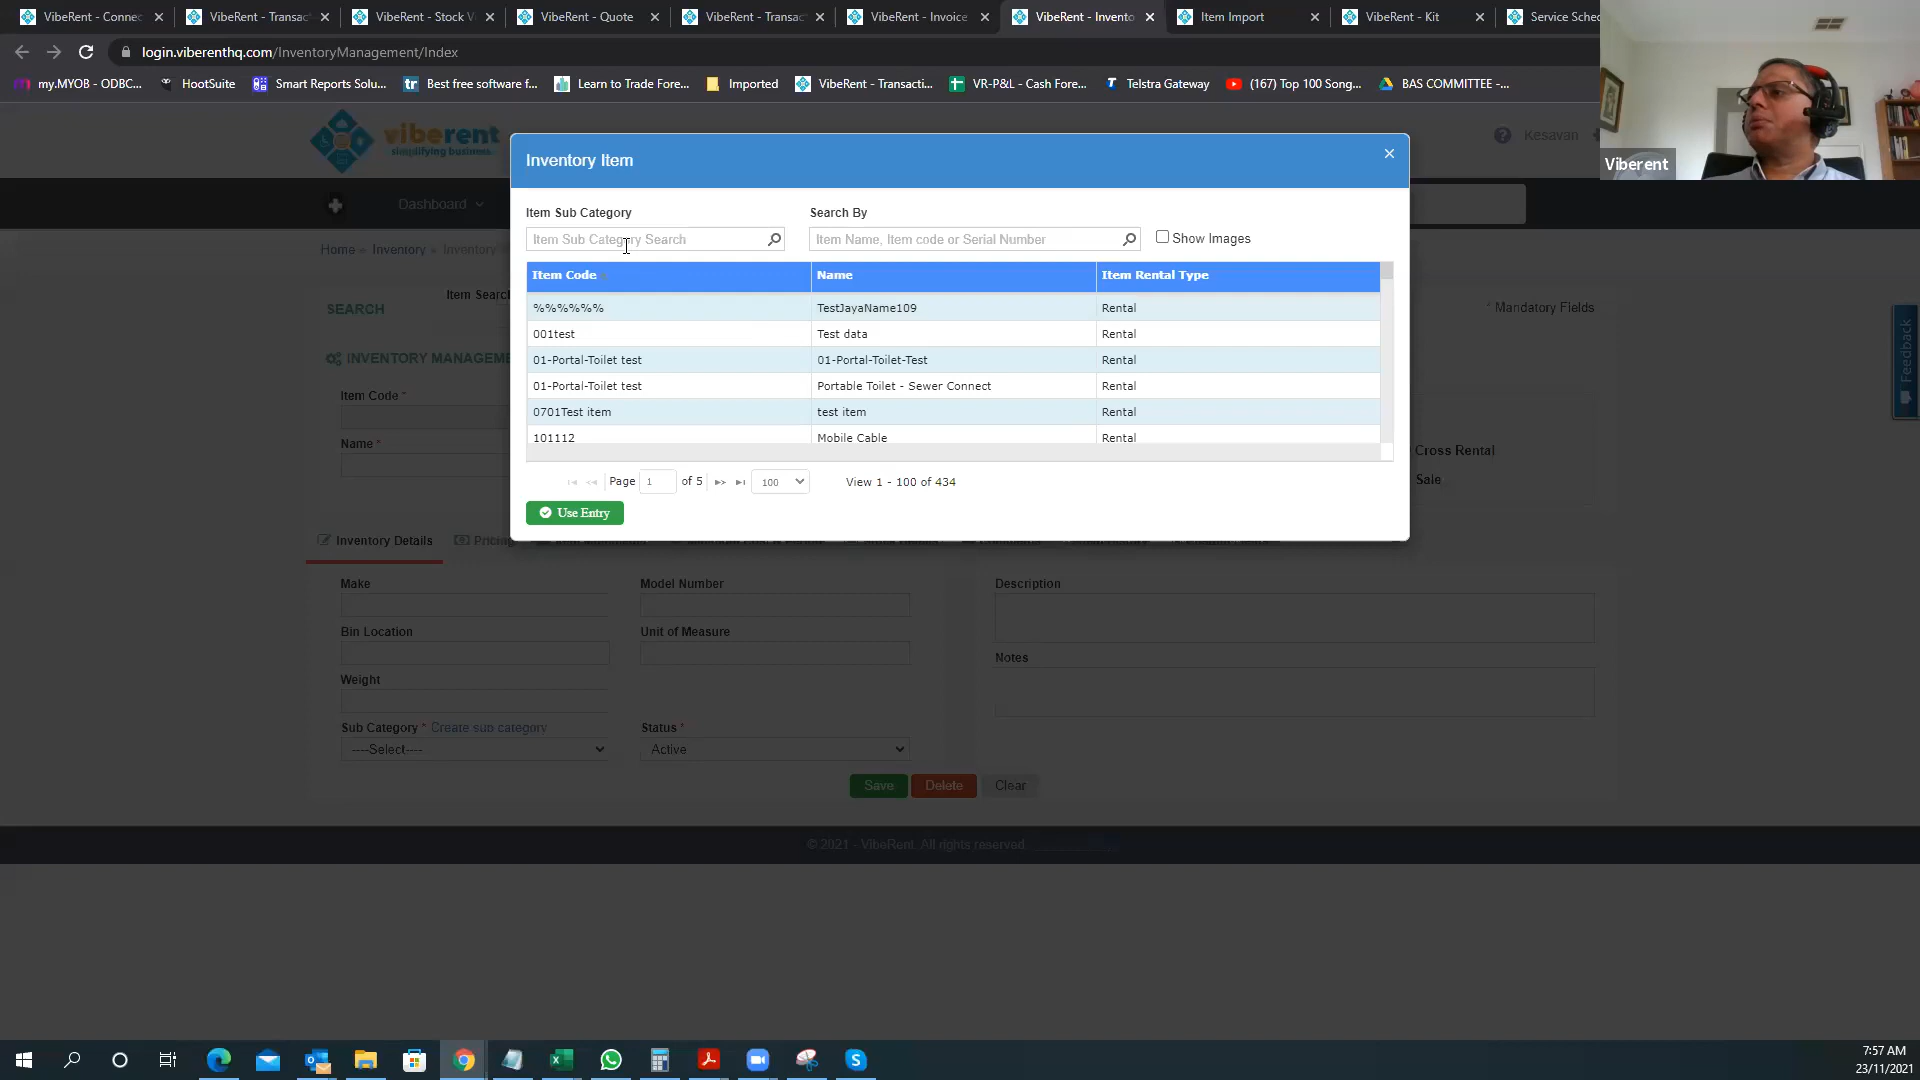 VibeRent - Connec
VibeRent - Transac
VibeRent - Stock V
VibeRent - Quote
VibeRent - Transac
VibeRent - Invoice
VibeRent - Invento
Item Import
VibeRent - Kit
Service Sched
login.viberenthq.com/InventoryManagement/Index
my.MYOB - ODBC...
HootSuite
Smart Reports Solu...
Best free software f...
Learn to Trade Fore...
Imported
VibeRent - Transacti...
VR-P&L - Cash Fore...
Telstra Gateway
(167) Top 100 Song...
BAS COMMITTEE -...
viberent
simplifying business
Kesavan
Viberent
Dashboard
Home » Inventory » Inventory
Inventory Item
Item Sub Category
Search By
Item Sub Category Search
Item Name, Item code or Serial Number
Show Images
Item Code Name Item Rental Type
%%%%%% TestJayaName109 Rental
001test Test data Rental
01-Portal-Toilet test 01-Portal-Toilet-Test Rental
01-Portal-Toilet test Portable Toilet - Sewer Connect Rental
0701Test item test item Rental
101112 Mobile Cable Rental
Page 1 of 5 100 View 1 - 100 of 434
Use Entry
SEARCH
Item Search
* Mandatory Fields
INVENTORY MANAGEME
Item Code *
Name *
Cross Rental
Sale
Feedback
Inventory Details
Pricing
Make
Model Number
Description
Bin Location
Unit of Measure
Notes
Weight
Sub Category * Create sub category
Status *
----Select----
Active
Save
Delete
Clear
© 2021 - VibeRent. All rights reserved.
7:57 AM
23/11/2021